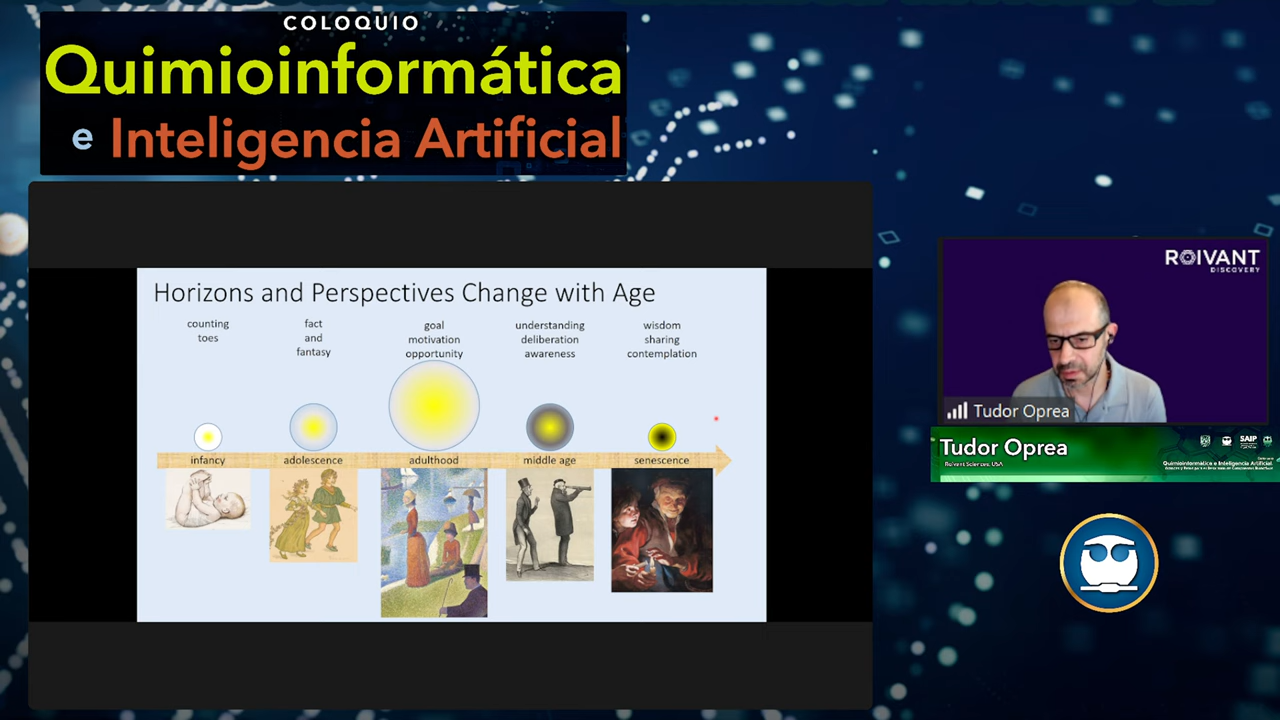 COLOQUIO
Quimioinformática
e Inteligencia Artificial
Horizons and Perspectives Change with Age
counting
toes
fact
and
fantasy
goal
motivation
opportunity
understanding
deliberation
awareness
wisdom
sharing
contemplation
infancy
adolescence
adulthood
middle age
senescence
ROIVANT
DISCOVERY
Tudor Oprea
Tudor Oprea
Roivant Sciences, USA
SAIP
Quimioinformática e Inteligencia Artificial